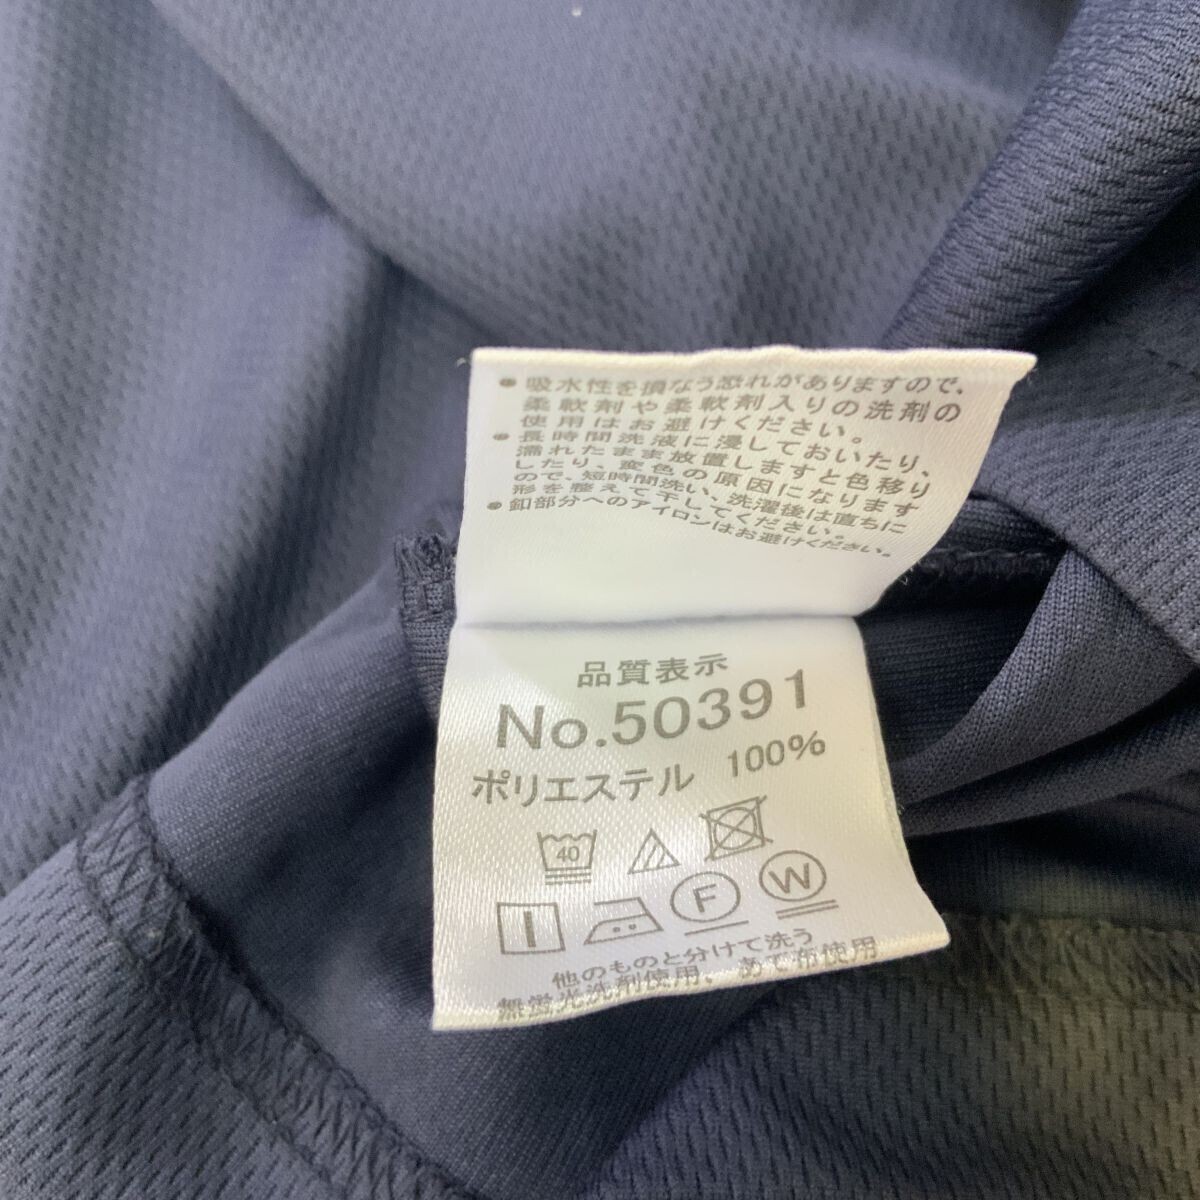 ● 吸水性を損なう恐れがありますので、
柔軟剤や柔軟剤入りの洗剤の
使用はお避けください。
● 長時間洗液に浸しておいたり、
濡れたまま放置しますと色移り
したり、変色の原因になります
ので、短時間洗い、洗濯後は直ちに
形を整えて干してください。
● 釦部分へのアイロンはお避けください。
品質表示
No.50391
ポリエステル 100%
40
F W
他のものと分けて洗う
無蛍光洗剤使用、あて布使用